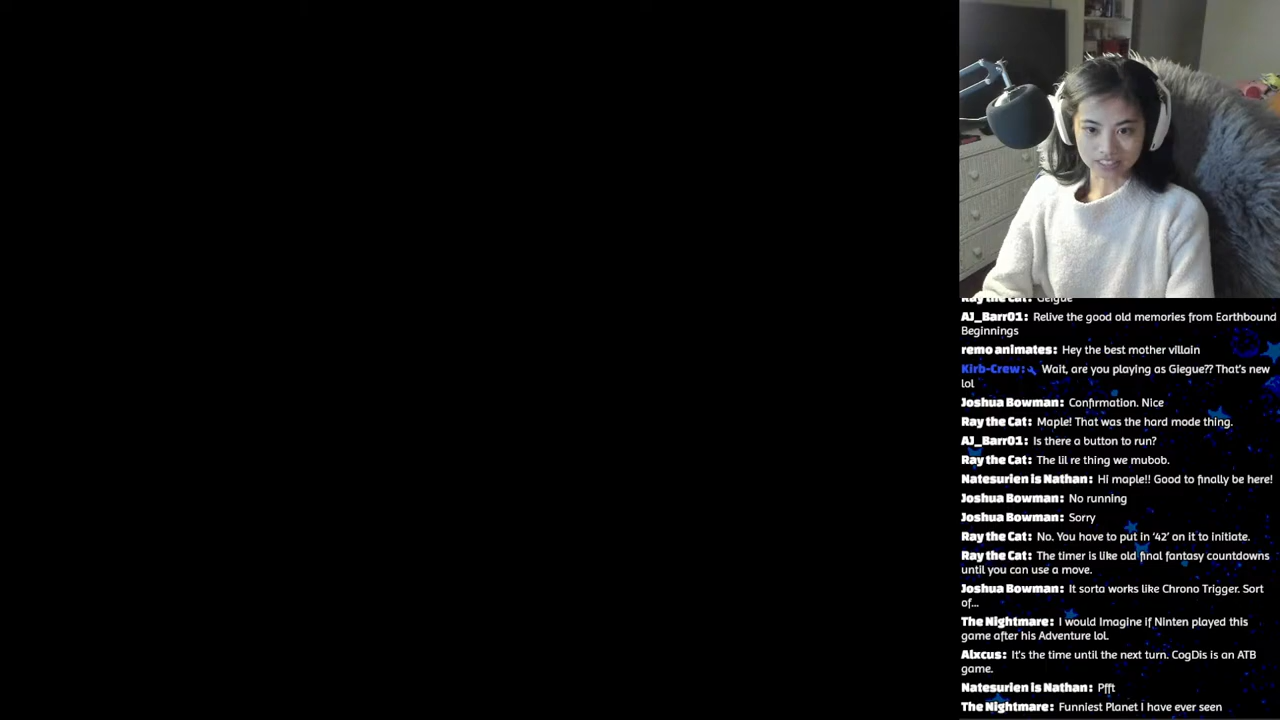 Ray the Cat: Geigue
AJ_Barr01: Relive the good old memories from Earthbound
Beginnings
remo animates: Hey the best mother villain
Kirb-Crew: Wait, are you playing as Giegue?? That's new
lol
Joshua Bowman: Confirmation. Nice
Ray the Cat: Maple! That was the hard mode thing.
AJ_Barr01: Is there a button to run?
Ray the Cat: The lil re thing we mubob.
Natesurien is Nathan: Hi maple!! Good to finally be here!
Joshua Bowman: No running
Joshua Bowman: Sorry
Ray the Cat: No. You have to put in '42' on it to initiate.
Ray the Cat: The timer is like old final fantasy countdowns
until you can use a move.
Joshua Bowman: It sorta works like Chrono Trigger. Sort
of...
The Nightmare: I would Imagine if Ninten played this
game after his Adventure lol.
Alxcus: It's the time until the next turn. CogDis is an ATB
game.
Natesurien is Nathan: Pfft
The Nightmare: Funniest Planet I have ever seen